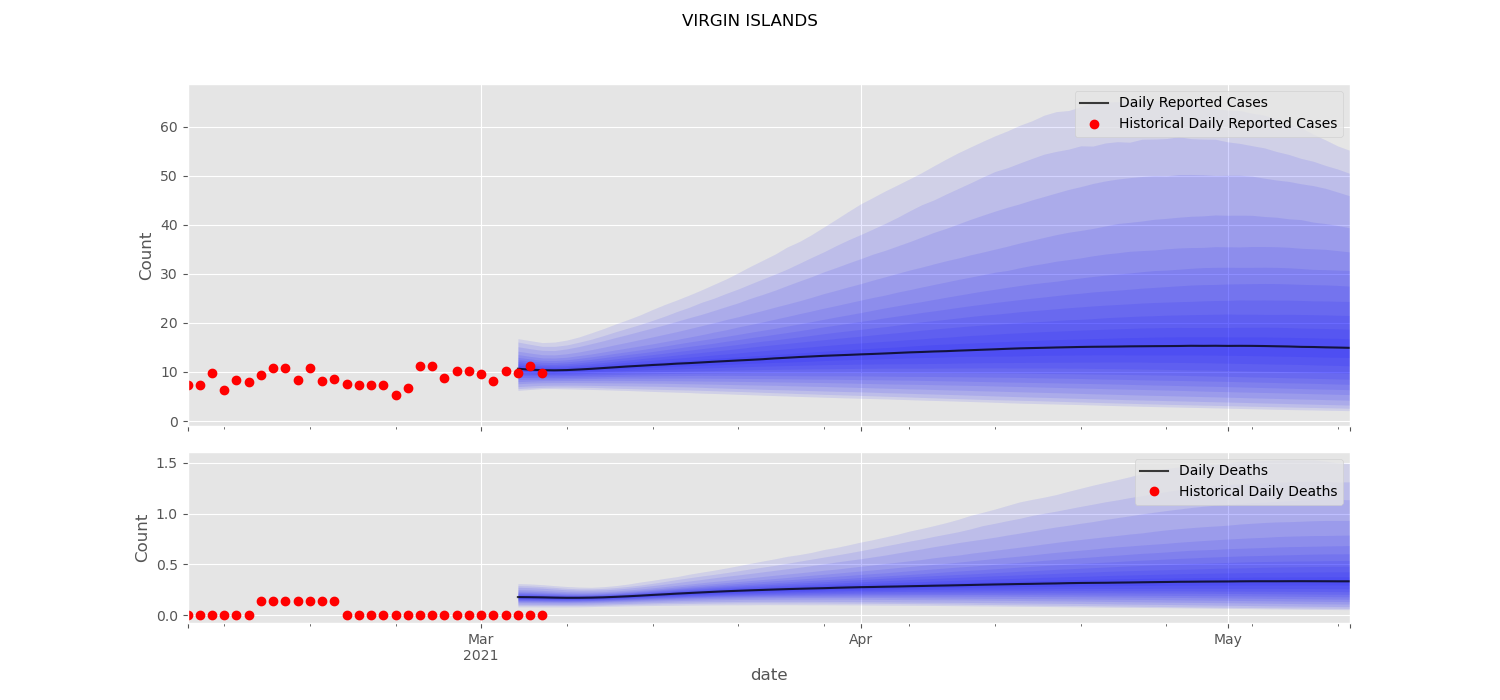 VIRGIN ISLANDS
Daily Reported Cases
Historical Daily Reported Cases
60
50
40
30
20
10
0
Count
Daily Deaths
Historical Daily Deaths
1.5
1.0
0.5
0.0
Count
Mar
2021
Apr
May
date